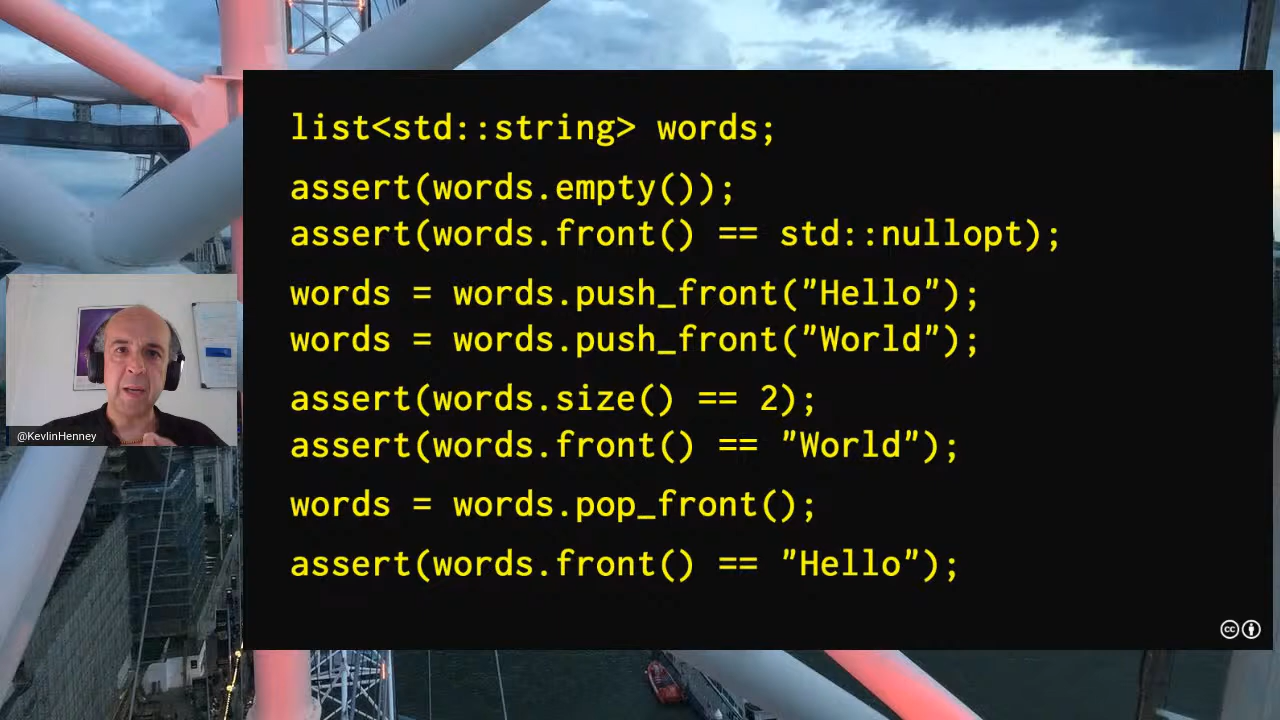 list<std::string> words;
assert(words.empty());
assert(words.front() == std::nullopt);
words = words.push_front("Hello");
words = words.push_front("World");
assert(words.size() == 2);
assert(words.front() == "World");
words = words.pop_front();
assert(words.front() == "Hello");
@KevlinHenney
cc